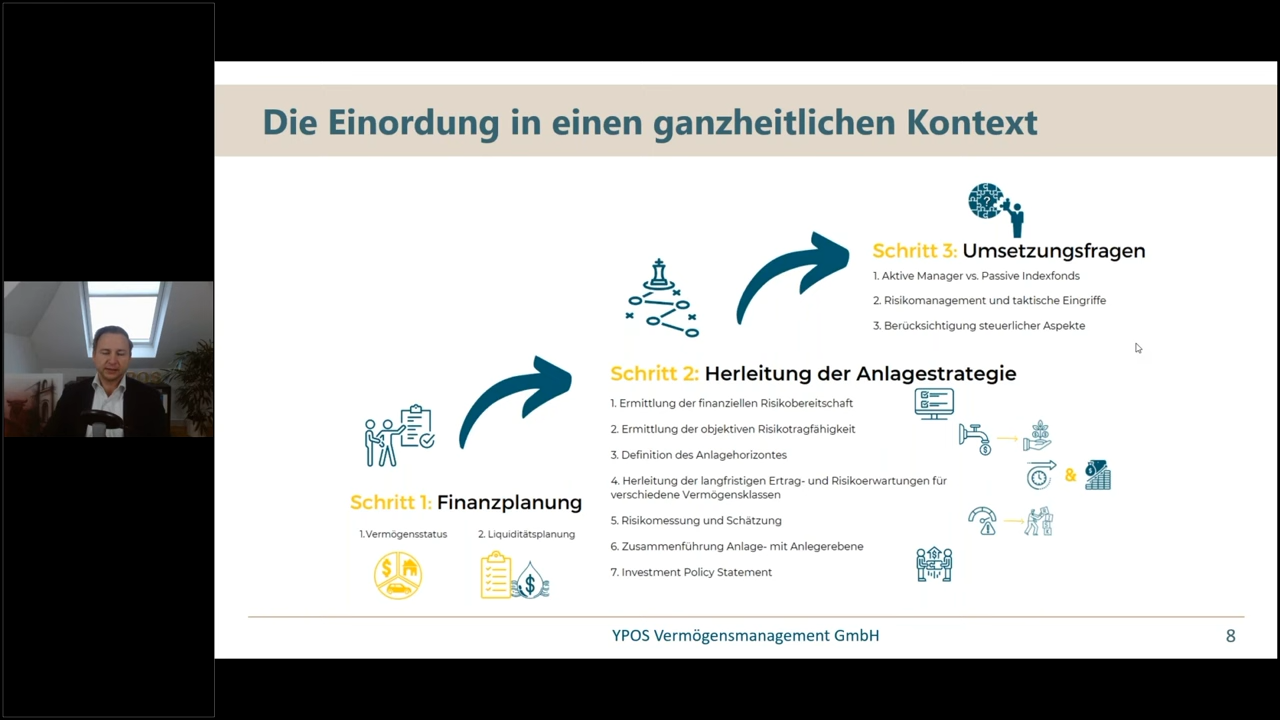 Die Einordung in einen ganzheitlichen Kontext
Schritt 3: Umsetzungsfragen
1. Aktive Manager vs. Passive Indexfonds
2. Risikomanagement und taktische Eingriffe
3. Berücksichtigung steuerlicher Aspekte
Schritt 2: Herleitung der Anlagestrategie
1. Ermittlung der finanziellen Risikobereitschaft
2. Ermittlung der objektiven Risikotragfähigkeit
3. Definition des Anlagehorizontes
4. Herleitung der langfristigen Ertrag- und Risikoerwartungen für
verschiedene Vermögensklassen
5. Risikomessung und Schätzung
6. Zusammenführung Anlage- mit Anlegerebene
7. Investment Policy Statement
&
Schritt 1: Finanzplanung
1.Vermögensstatus
2. Liquiditätsplanung
YPOS Vermögensmanagement GmbH
8